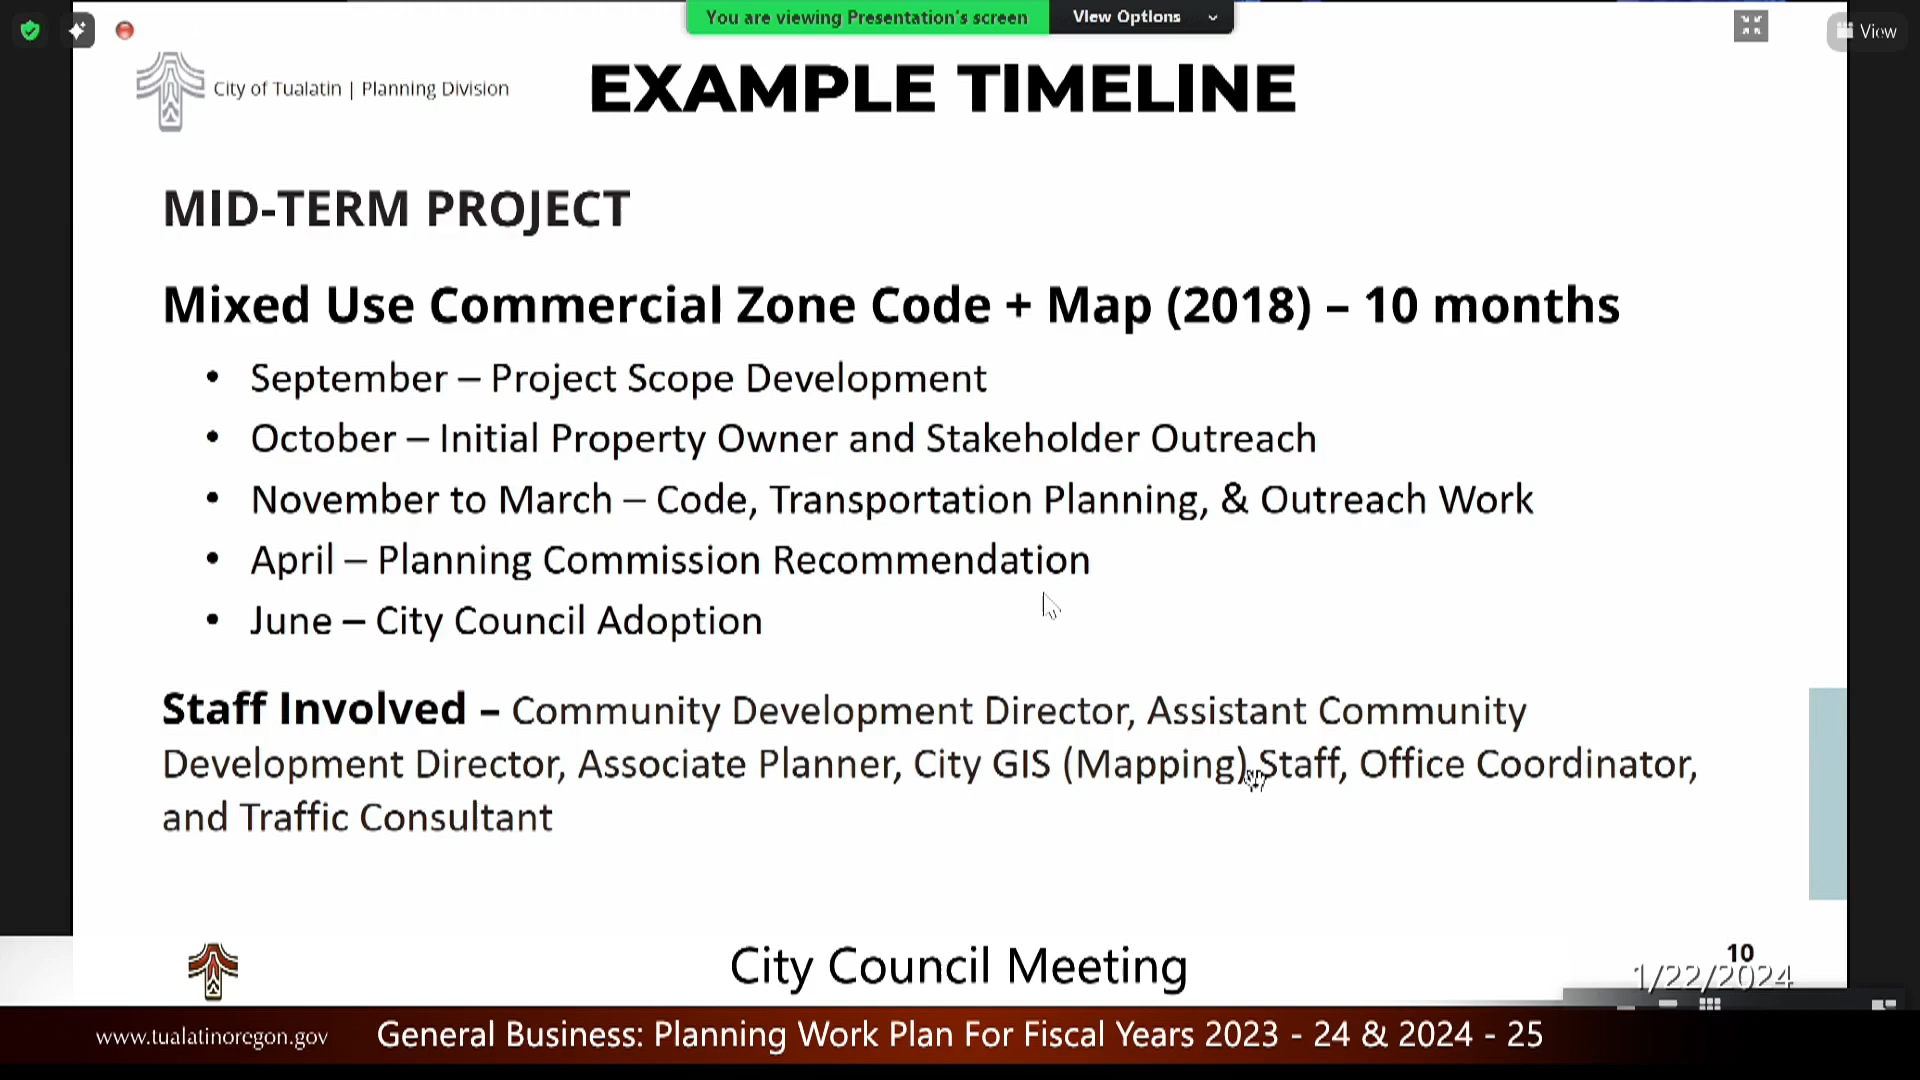 You are viewing Presentation's screen
View Options
View
City of Tualatin | Planning Division
EXAMPLE TIMELINE
MID-TERM PROJECT
Mixed Use Commercial Zone Code + Map (2018) – 10 months
• September – Project Scope Development
• October – Initial Property Owner and Stakeholder Outreach
• November to March – Code, Transportation Planning, & Outreach Work
• April – Planning Commission Recommendation
• June – City Council Adoption
Staff Involved – Community Development Director, Assistant Community
Development Director, Associate Planner, City GIS (Mapping) Staff, Office Coordinator,
and Traffic Consultant
City Council Meeting
10
1/22/2024
www.tualatinoregon.gov
General Business: Planning Work Plan For Fiscal Years 2023 - 24 & 2024 - 25